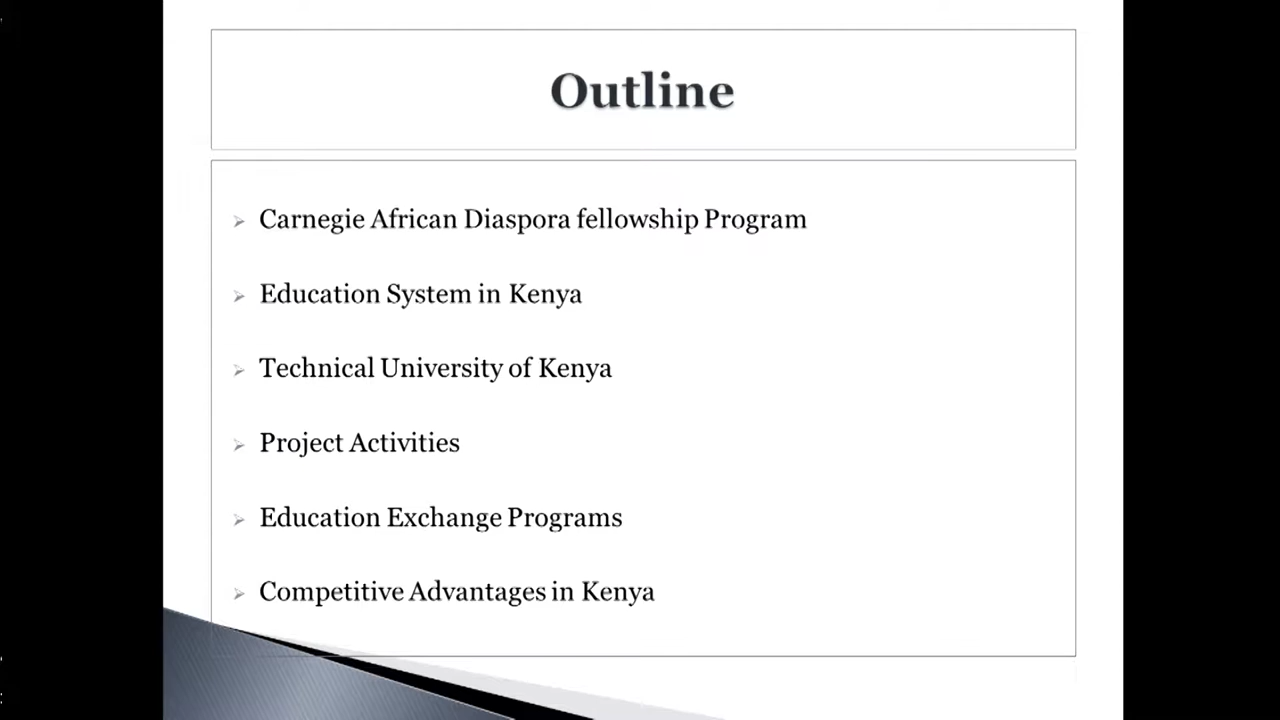 Outline
Carnegie African Diaspora fellowship Program
Education System in Kenya
Technical University of Kenya
Project Activities
Education Exchange Programs
Competitive Advantages in Kenya